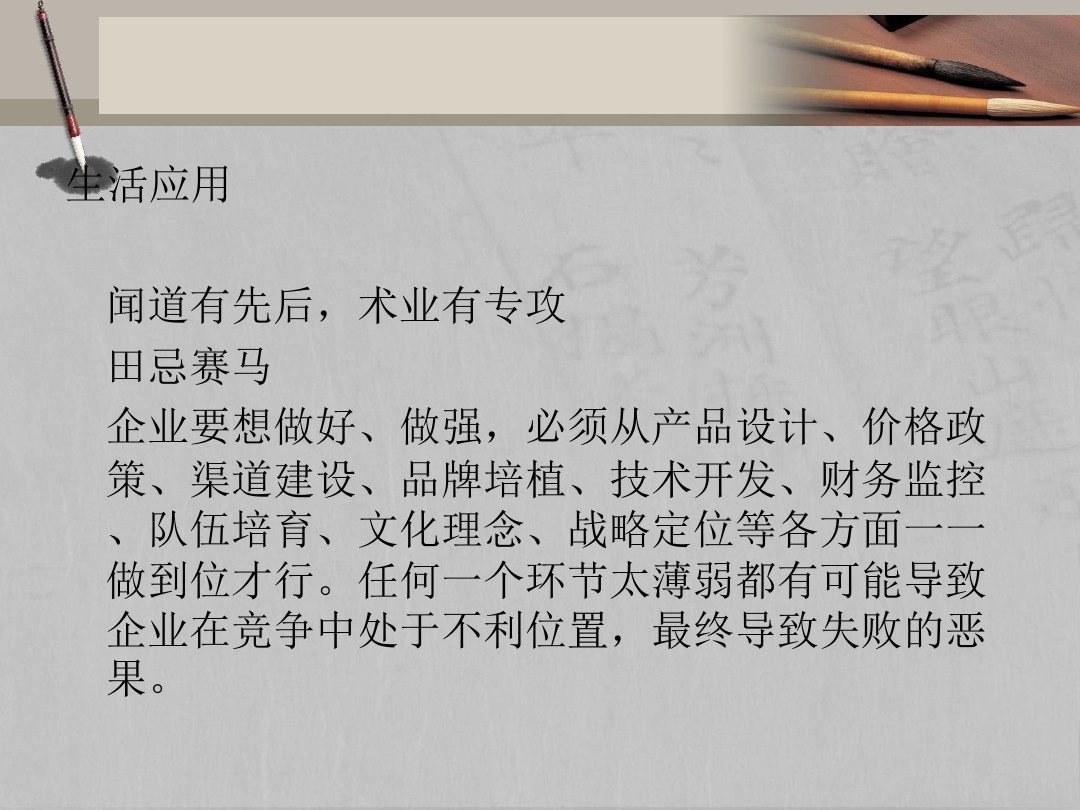 生活应用
闻道有先后，术业有专攻
田忌赛马
企业要想做好、做强，必须从产品设计、价格政
策、渠道建设、品牌培植、技术开发、财务监控
、队伍培育、文化理念、战略定位等各方面一一
做到位才行。任何一个环节太薄弱都有可能导致
企业在竞争中处于不利位置，最终导致失败的恶
果。